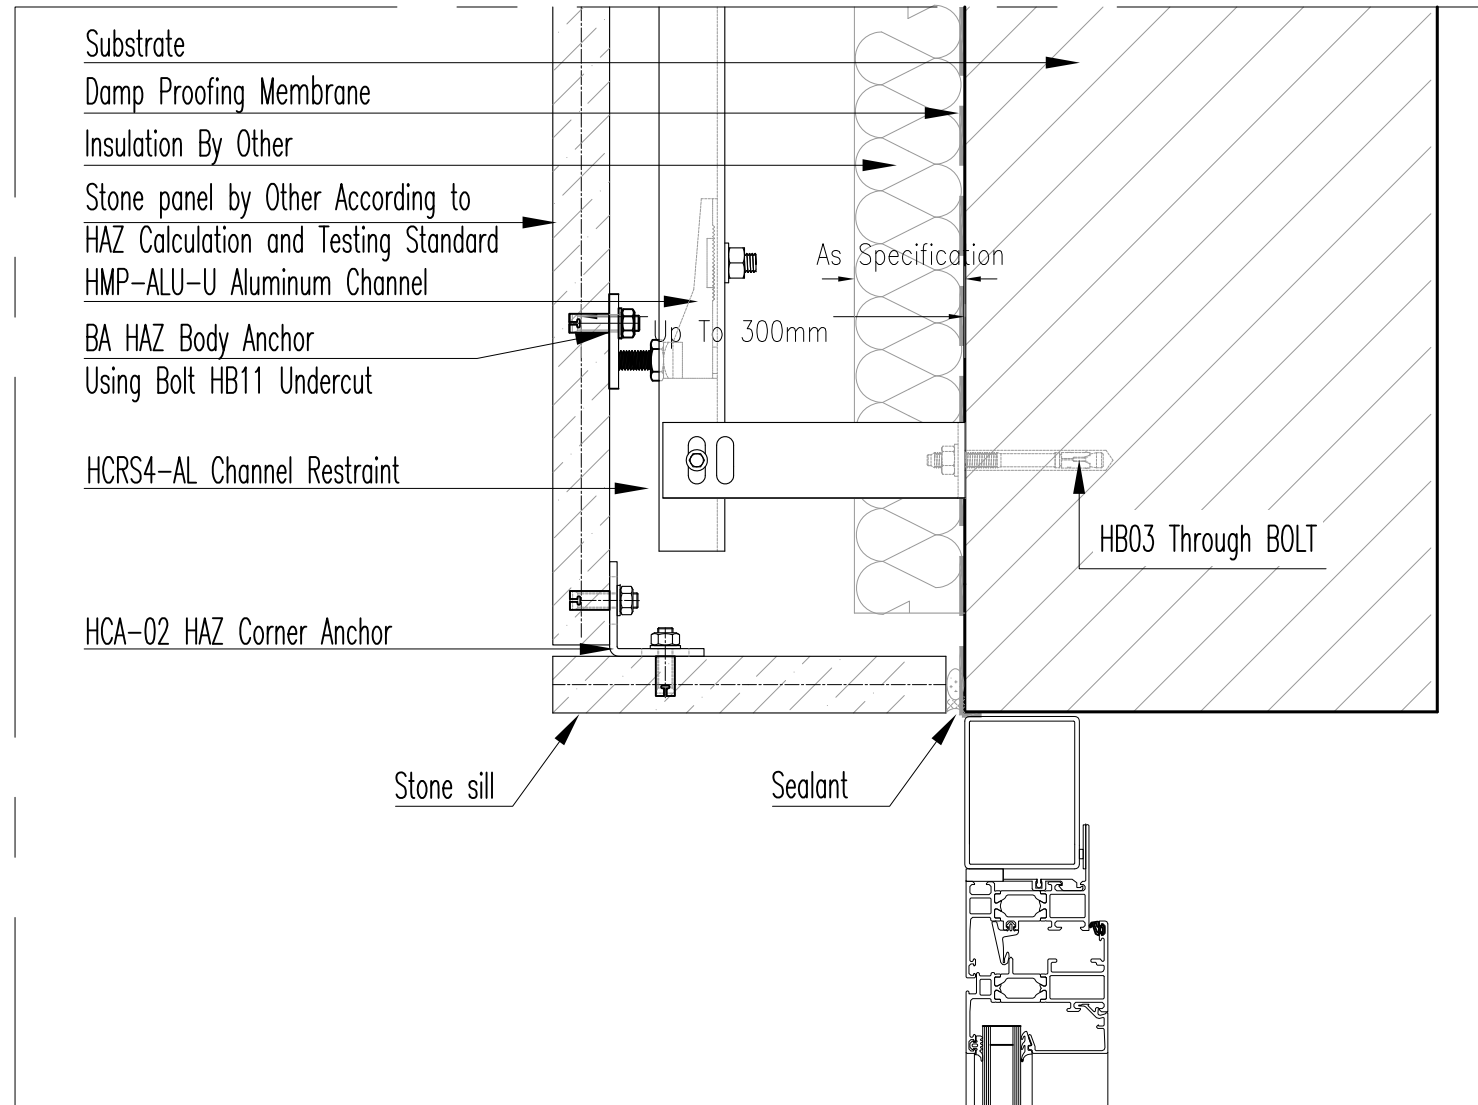 Substrate
Damp Proofing Membrane
Insulation By Other
Stone panel by Other According to
HAZ Calculation and Testing Standard
As Specification
HMP-ALU-U Aluminum Channel
Up To 300mm
BA HAZ Body Anchor
Using Bolt HB11 Undercut
HCRS4-AL Channel Restraint
HB03 Through BOLT
HCA-02 HAZ Corner Anchor
Stone sill
Sealant